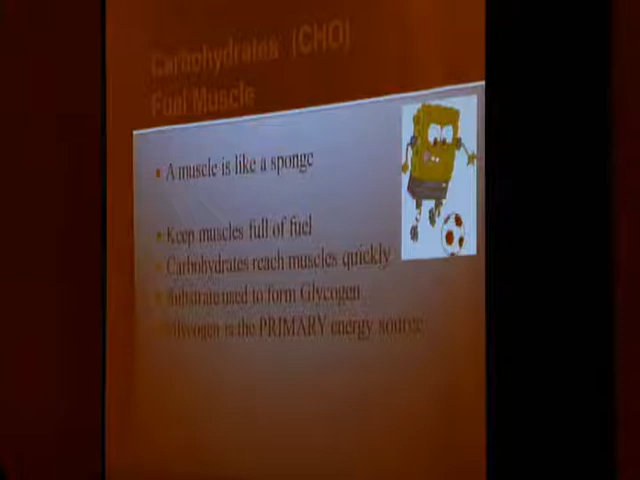 Carbohydrates (CHO)
Fuel Muscle
A muscle is like a sponge
Keep muscles full of fuel
Carbohydrates reach muscles quickly
Substrate used to form Glycogen
Glycogen is the PRIMARY energy source